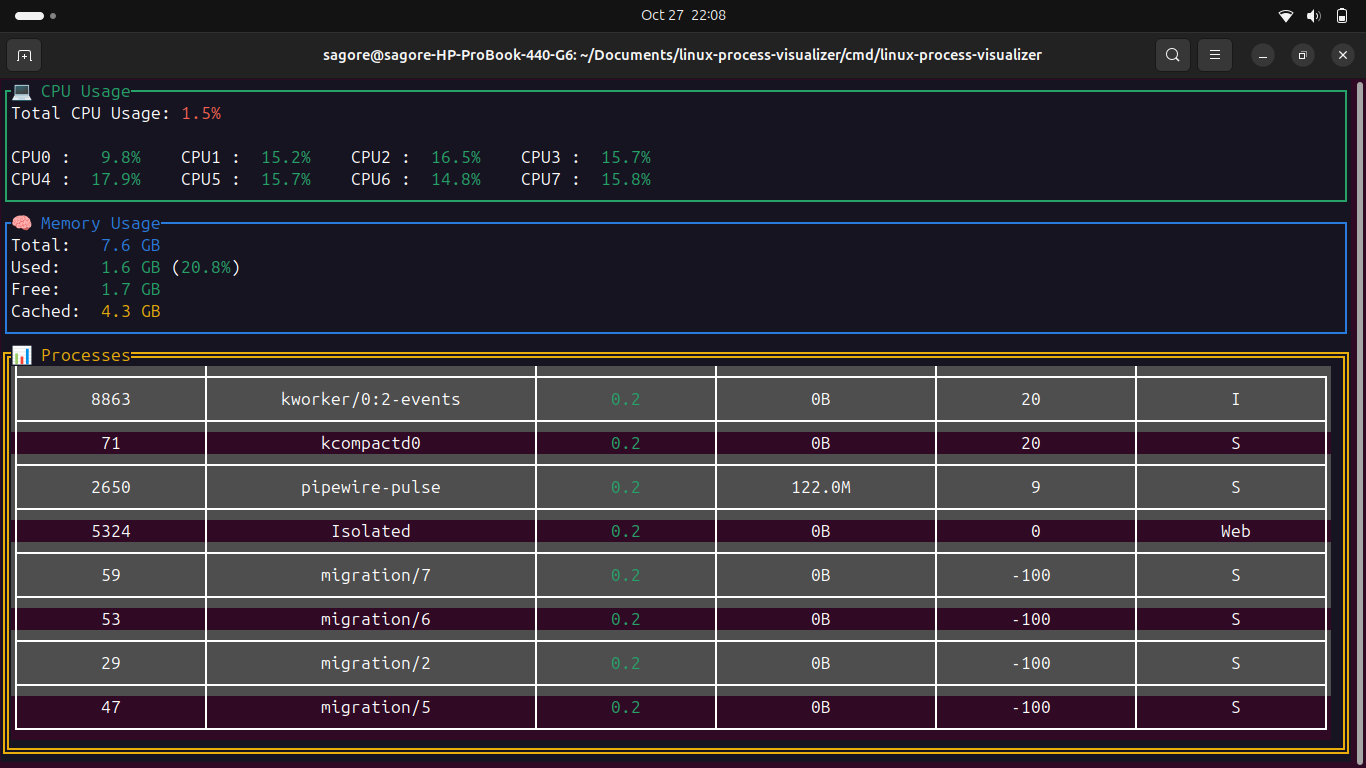 Oct 27 22:08
sagore@sagore-HP-ProBook-440-G6: ~/Documents/linux-process-visualizer/cmd/linux-process-visualizer
CPU Usage
Total CPU Usage: 1.5%
CPU0 : 9.8% CPU1 : 15.2% CPU2 : 16.5% CPU3 : 15.7%
CPU4 : 17.9% CPU5 : 15.7% CPU6 : 14.8% CPU7 : 15.8%
Memory Usage
Total: 7.6 GB
Used: 1.6 GB (20.8%)
Free: 1.7 GB
Cached: 4.3 GB
Processes
8863 kworker/0:2-events 0.2 0B 20 I
71 kcompactd0 0.2 0B 20 S
2650 pipewire-pulse 0.2 122.0M 9 S
5324 Isolated 0.2 0B 0 Web
59 migration/7 0.2 0B -100 S
53 migration/6 0.2 0B -100 S
29 migration/2 0.2 0B -100 S
47 migration/5 0.2 0B -100 S